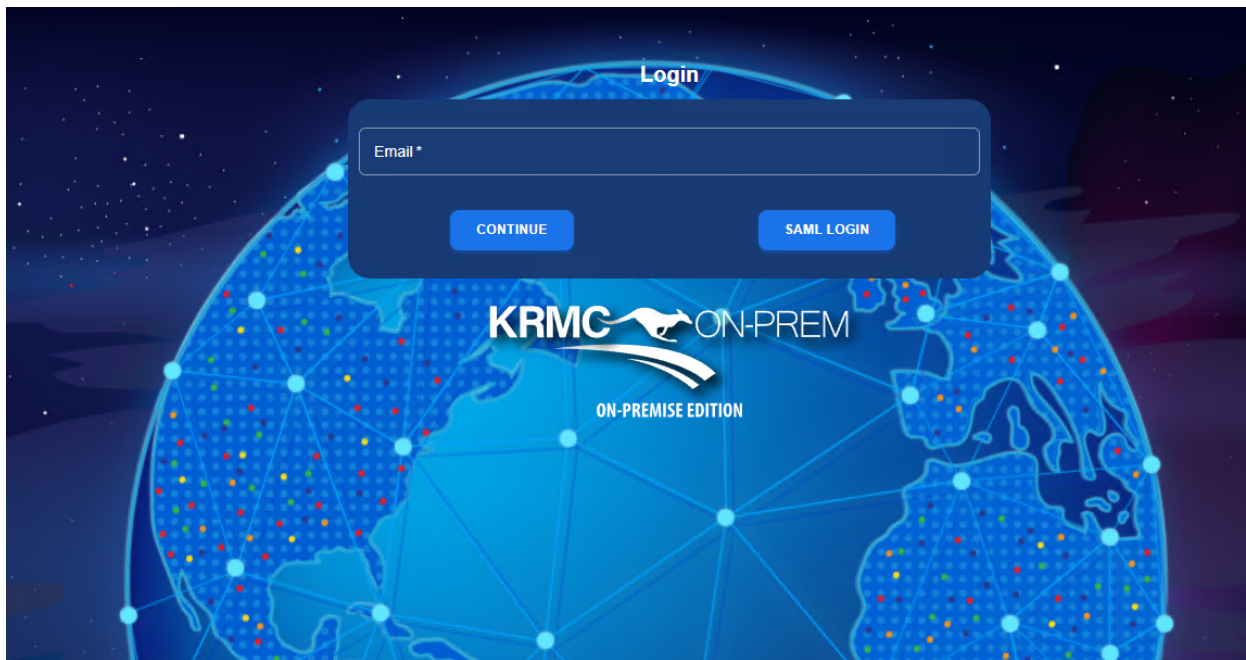 Login
Email *
CONTINUE
SAML LOGIN
KRMC ON-PREM
ON-PREMISE EDITION